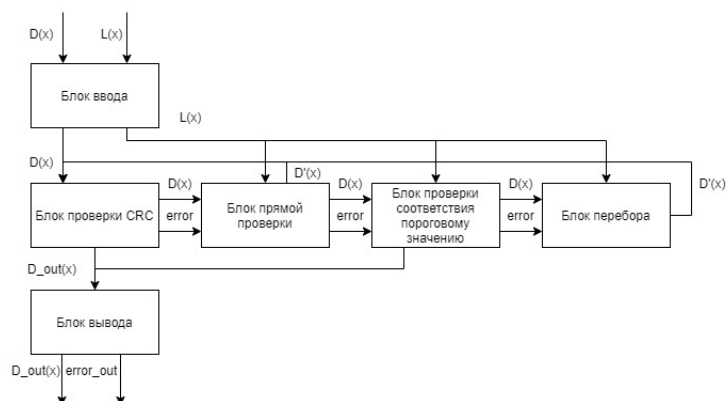 D(x)
L(x)
Блок ввода
L(x)
D(x)
D'(x)
D(x)
error
D(x)
error
D(x)
error
D'(x)
Блок проверки CRC
Блок прямой
проверки
Блок проверки
соответствия
пороговому
значению
Блок перебора
D_out(x)
Блок вывода
D_out(x)
error_out